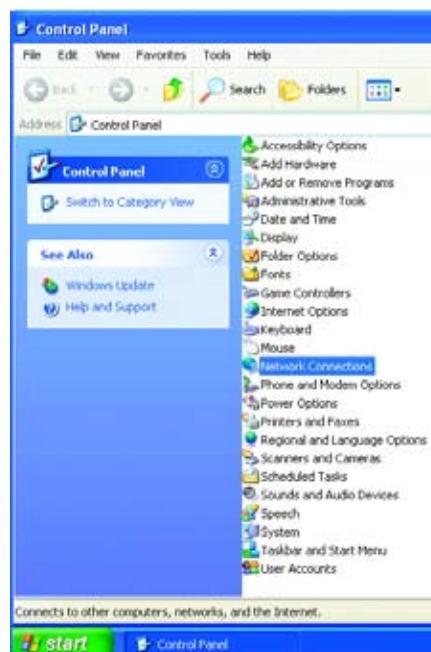 Control Panel
File Edit View Favorites Tools Help
Back Search Folders
Address Control Panel
Control Panel
Switch to Category View
See Also
Windows Update
Help and Support
Accessibility Options
Add Hardware
Add or Remove Programs
Administrative Tools
Date and Time
Display
Folder Options
Fonts
Game Controllers
Internet Options
Keyboard
Mouse
Network Connections
Phone and Modem Options
Power Options
Printers and Faxes
Regional and Language Options
Scanners and Cameras
Scheduled Tasks
Sounds and Audio Devices
Speech
System
Taskbar and Start Menu
User Accounts
Connects to other computers, networks, and the Internet.
start Control Panel